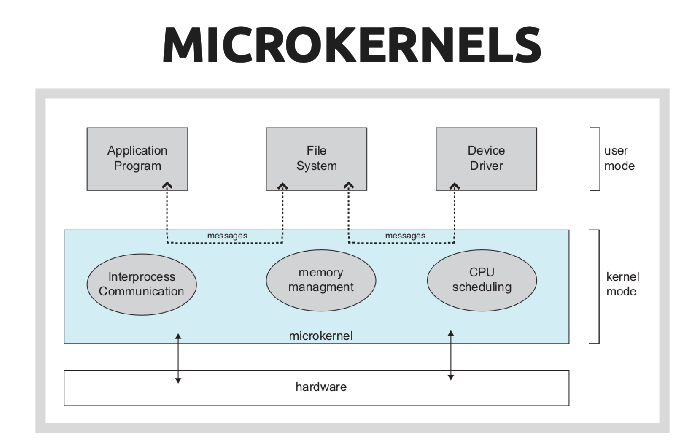 MICROKERNELS
Application
Program
File
System
Device
Driver
user
mode
messages
messages
Interprocess
Communication
memory
managment
CPU
scheduling
kernel
mode
microkernel
hardware